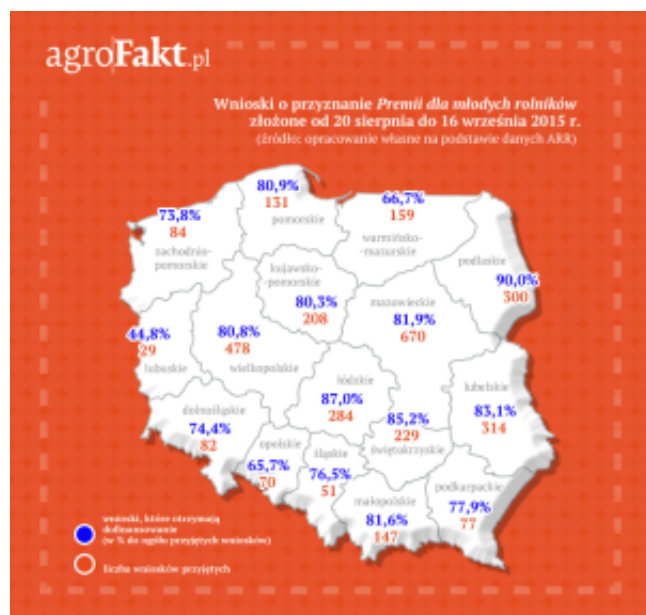 agroFakt.pl
Wnioski o przyznanie Premii dla młodych rolników
złożone od 20 sierpnia do 16 września 2015 r.
(źródło: opracowanie własne na podstawie danych ARR)
80,9%
131
pomorskie
66,7%
159
warmińsko-
-mazurskie
73,8%
84
zachodnio-
pomorskie
podlaskie
90,0%
300
kujawsko-
-pomorskie
80,3%
208
mazowieckie
81,9%
670
44,8%
29
lubuskie
80,8%
478
wielkopolskie
łódzkie
87,0%
284
lubelskie
83,1%
314
dolnośląskie
74,4%
82
85,2%
229
świętokrzyskie
opolskie
65,7%
70
śląskie
76,5%
51
podkarpackie
77,9%
77
małopolskie
81,6%
147
wnioski, które otrzymają
dofinansowanie
(w % do ogółu przyjętych wniosków)
liczba wniosków przyjętych